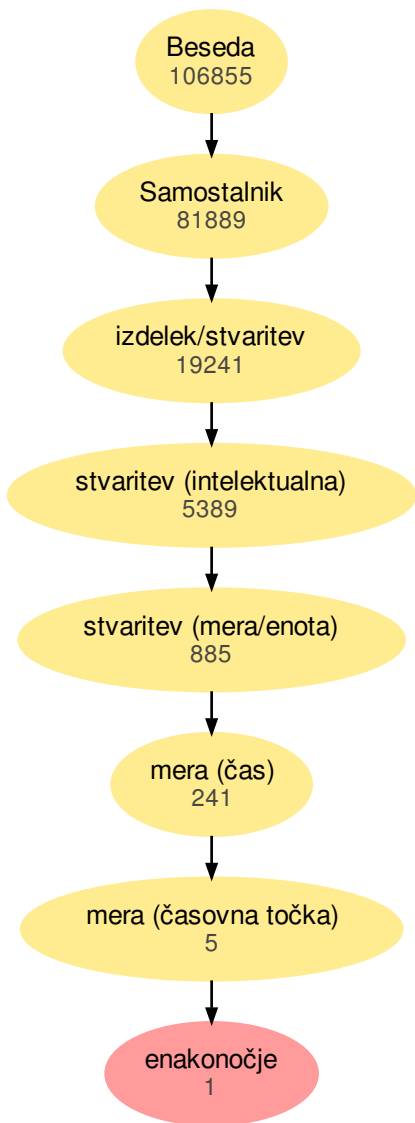 Beseda
106855
Samostalnik
81889
izdelek/stvaritev
19241
stvaritev (intelektualna)
5389
stvaritev (mera/enota)
885
mera (čas)
241
mera (časovna točka)
5
enakonočje
1